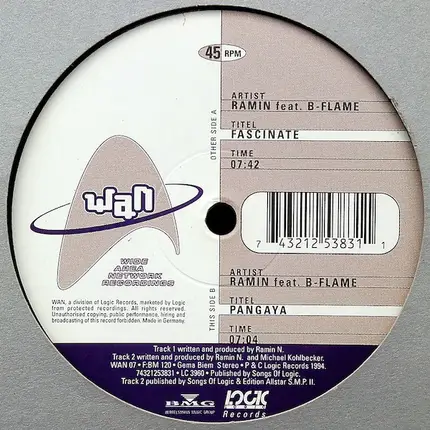 45 RPM
OTHER SIDE A
ARTIST
RAMIN feat. B-FLAME
TITEL
FASCINATE
TIME
07:42
wan
WIDE
AREA
NETWORK
RECORDINGS
7 43212 53831 1
THIS SIDE B
ARTIST
RAMIN feat. B-FLAME
TITEL
PANGAYA
TIME
07:04
WAN, a division of Logic Records, marketed by Logic
from protected recordings. All rights reserved.
Unauthorised copying, public performance, hiring and
broadcasting of this record forbidden. Made in Germany.
Track 1 written and produced by Ramin N.
Track 2 written and produced by Ramin N. and Michael Kohlbecker.
WAN 07 • F:BM 120 • Gema Biem Stereo • P & C Logic Records 1994.
74321253831 • LC 3960 • Published by Songs Of Logic.
Track 2 published by Songs Of Logic & Edition Allstar S.M.P. II.
BMG
BERTELSMANN MUSIC GROUP
LOGIC
Records